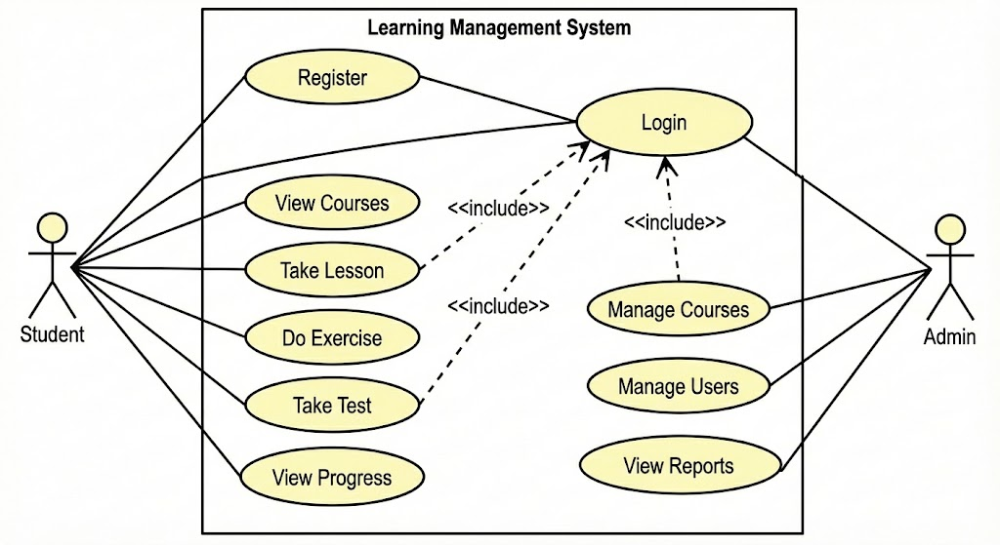 Learning Management System
Register
Login
View Courses
<<include>>
<<include>>
Take Lesson
<<include>>
Manage Courses
Student
Do Exercise
Admin
Manage Users
Take Test
View Reports
View Progress